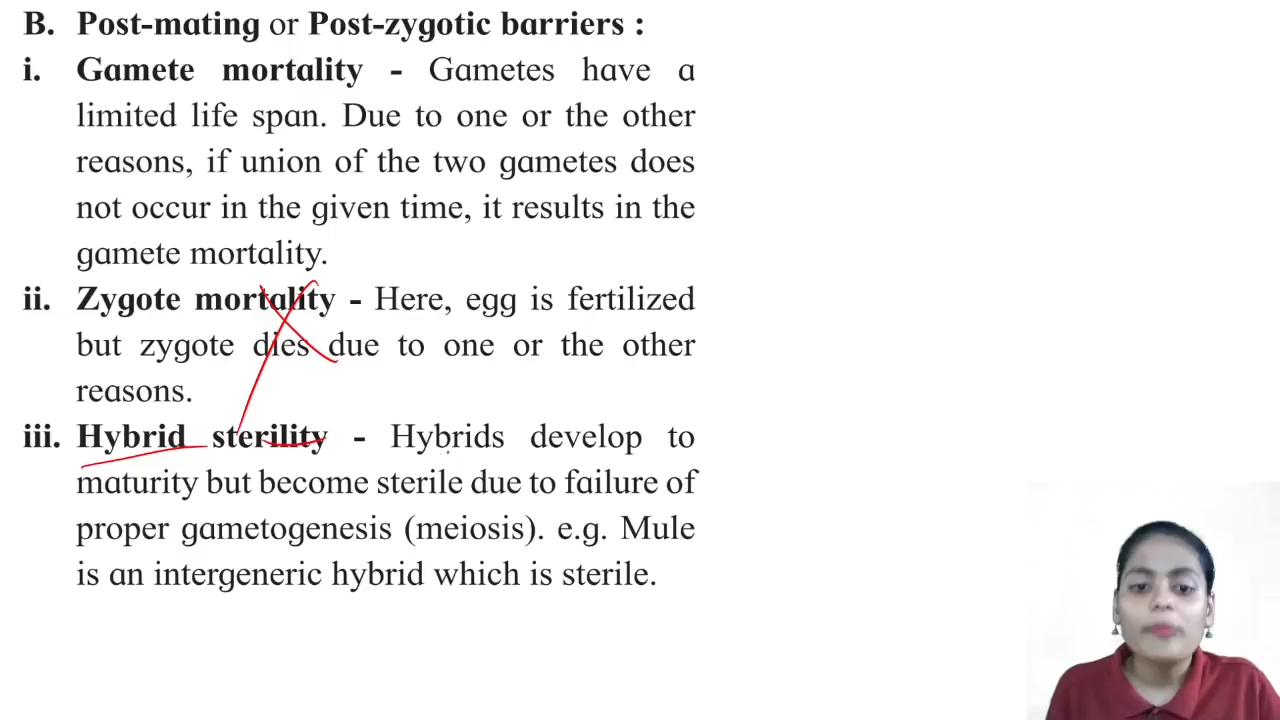 B. Post-mating or Post-zygotic barriers :
i. Gamete mortality - Gametes have a
limited life span. Due to one or the other
reasons, if union of the two gametes does
not occur in the given time, it results in the
gamete mortality.
ii. Zygote mortality - Here, egg is fertilized
but zygote dies due to one or the other
reasons.
iii. Hybrid sterility - Hybrids develop to
maturity but become sterile due to failure of
proper gametogenesis (meiosis). e.g. Mule
is an intergeneric hybrid which is sterile.